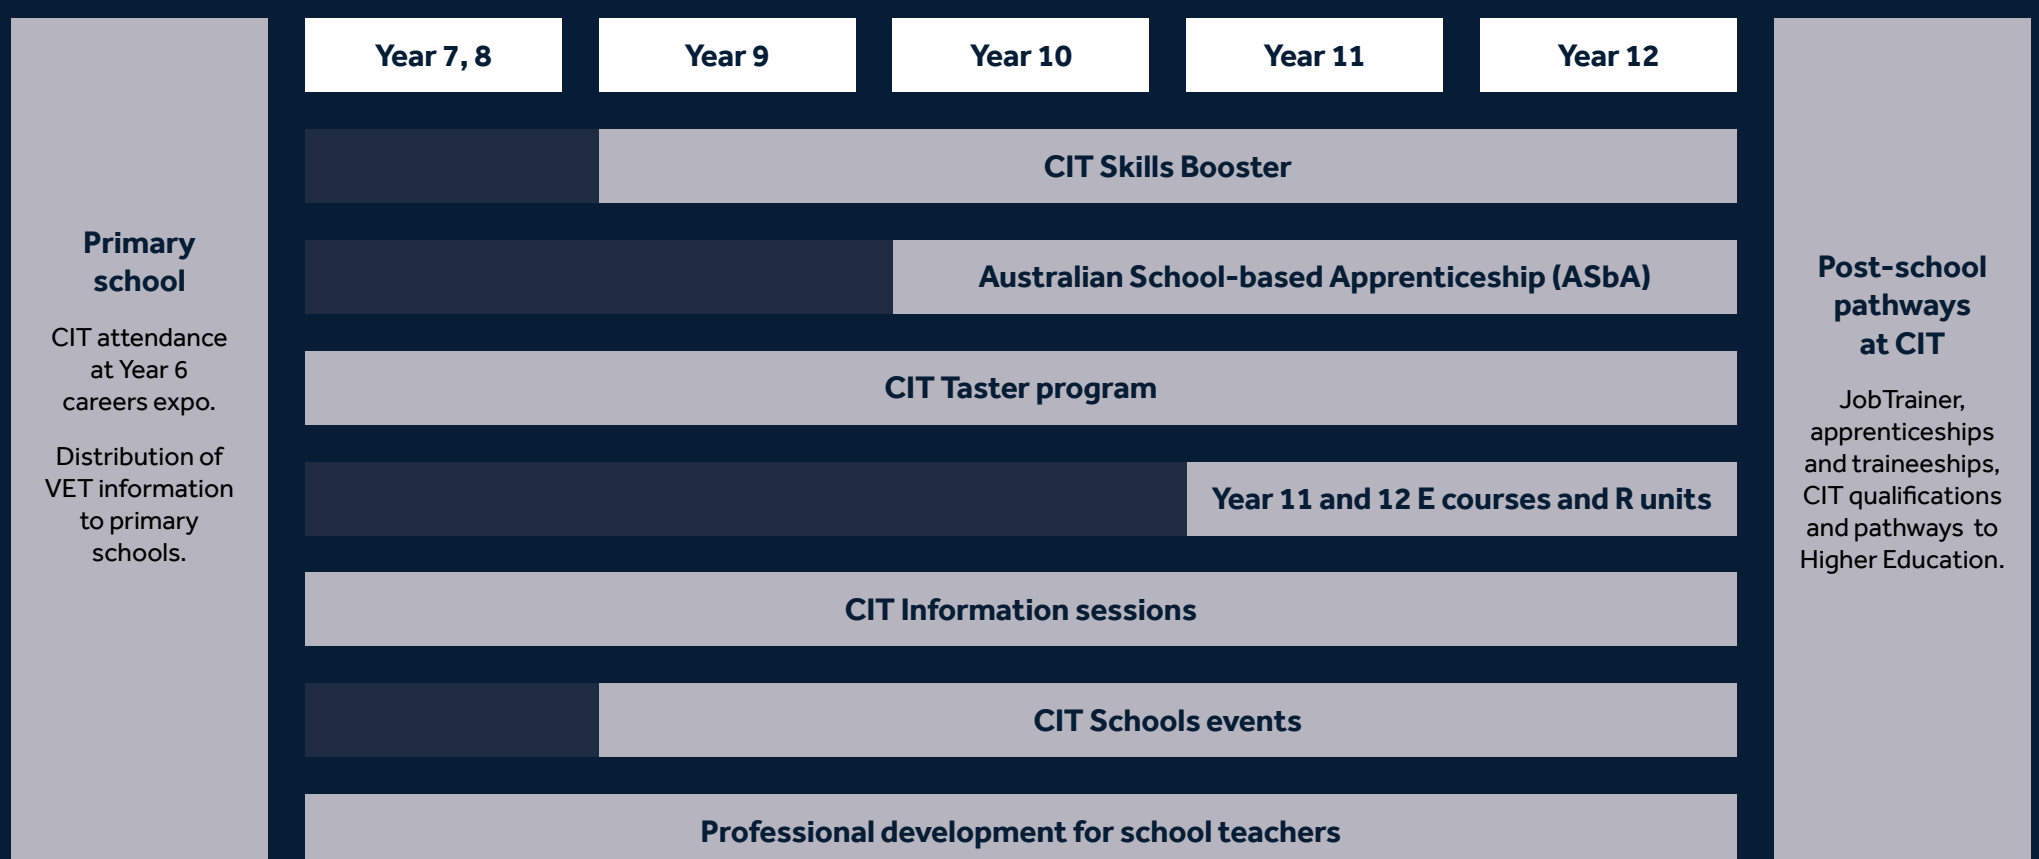 Primary
school
CIT attendance
at Year 6
careers expo.
Distribution of
VET information
to primary
schools.
Year 7, 8
Year 9
Year 10
Year 11
Year 12
CIT Skills Booster
Australian School-based Apprenticeship (ASbA)
CIT Taster program
Year 11 and 12 E courses and R units
CIT Information sessions
CIT Schools events
Professional development for school teachers
Post-school
pathways
at CIT
JobTrainer,
apprenticeships
and traineeships,
CIT qualifications
and pathways to
Higher Education.